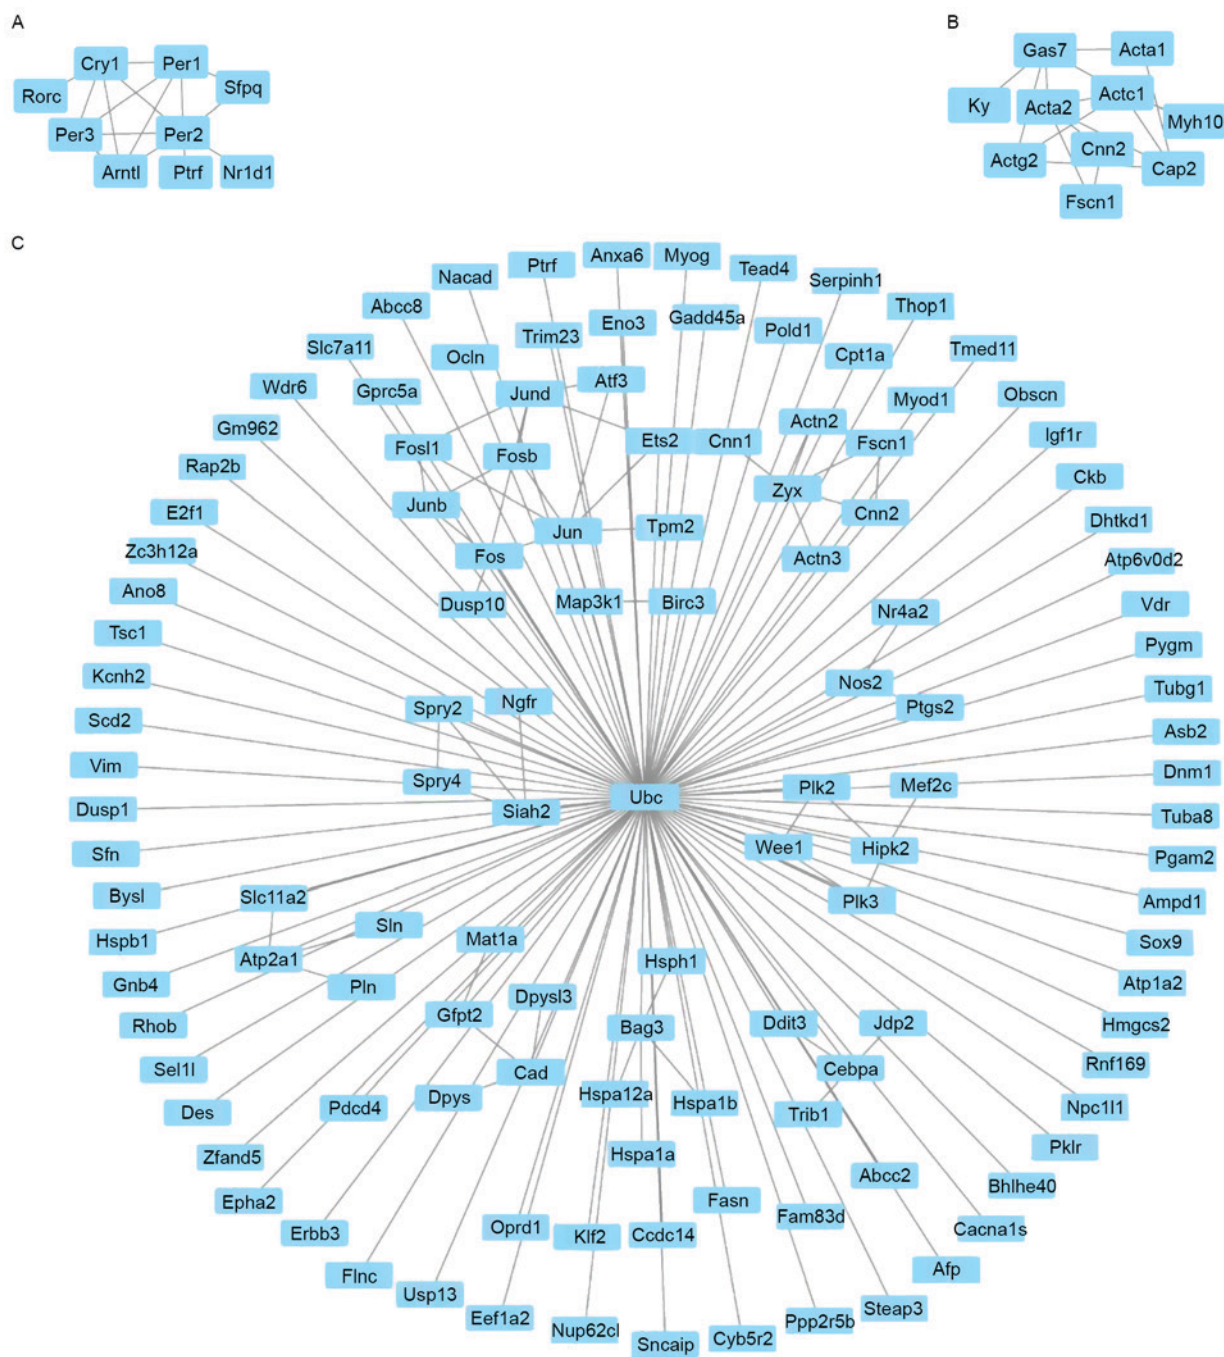 A
B
Cry1 Per1
Gas7 Acta1
Rorc Sfpq
Ky Acta2 Actc1 Myh10
Per3 Per2
Actg2 Cnn2 Cap2
Arntl Ptrf Nr1d1
Fscn1
C
Nacad Ptrf Anxa6 Myog Tead4 Serpinh1
Abcc8 Thop1
Slc7a11 Trim23 Eno3 Gadd45a Pold1 Tmed11
Wdr6 Gprc5a Ocln Jund Atf3 Cpt1a Myod1 Obscn
Gm962 Fosl1 Fosb Ets2 Cnn1 Actn2 Fscn1 Igf1r
Rap2b Junb Zyx Ckb
E2f1 Jun Tpm2 Cnn2 Dhtkd1
Zc3h12a Fos Actn3 Atp6v0d2
Ano8 Dusp10 Map3k1 Birc3 Nr4a2 Vdr
Tsc1 Pygm
Kcnh2 Spry2 Ngfr Nos2 Ptgs2 Tubg1
Scd2 Asb2
Vim Spry4 Plk2 Mef2c Dnm1
Dusp1 Siah2 Ubc Tuba8
Sfn Wee1 Hipk2 Pgam2
Bysl Slc11a2 Plk3 Ampd1
Hspb1 Sln Mat1a Sox9
Gnb4 Atp2a1 Pln Hsph1 Atp1a2
Rhob Gfpt2 Dpysl3 Bag3 Ddit3 Jdp2 Hmgcs2
Sel1l Cad Cebpa Rnf169
Des Pdcd4 Dpys Hspa12a Hspa1b Trib1 Npc1l1
Zfand5 Hspa1a Abcc2 Pklr
Epha2 Fasn Bhlhe40
Erbb3 Oprd1 Klf2 Ccdc14 Fam83d Cacna1s
Flnc Afp
Usp13 Steap3
Eef1a2 Nup62cl Sncaip Cyb5r2 Ppp2r5b